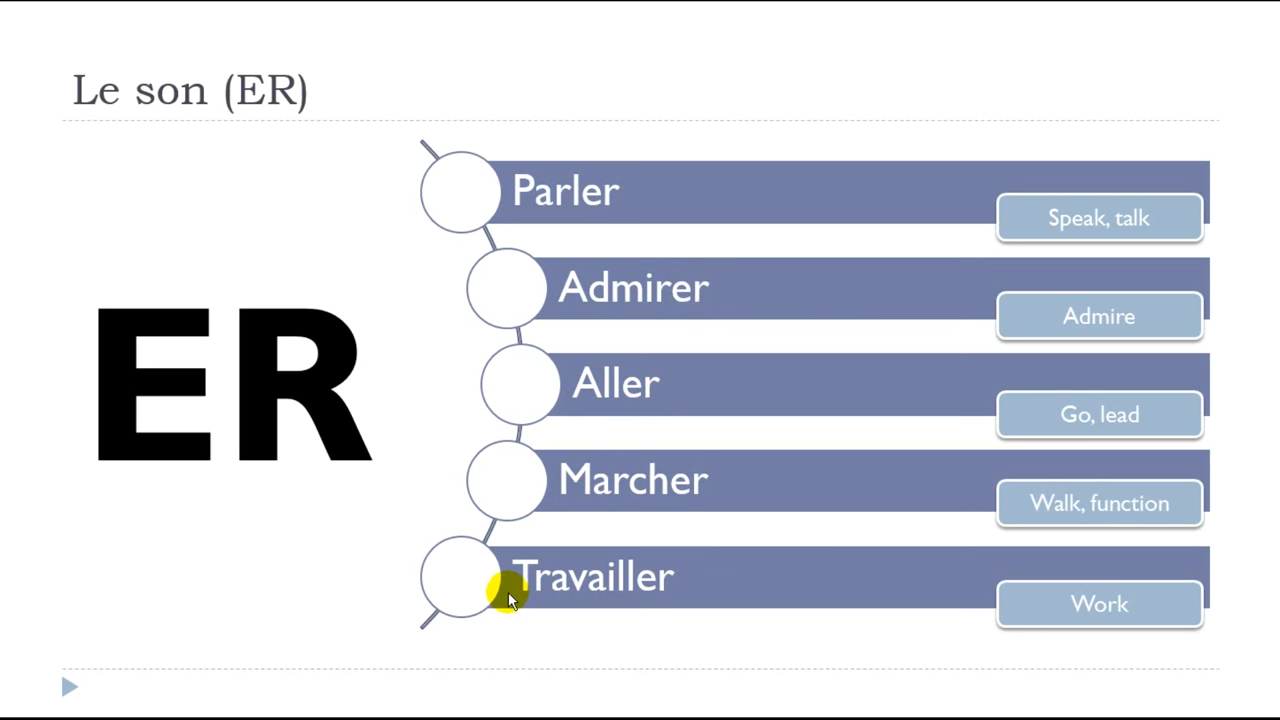 Le son (ER)
ER
Parler
Speak, talk
Admirer
Admire
Aller
Go, lead
Marcher
Walk, function
Travailler
Work